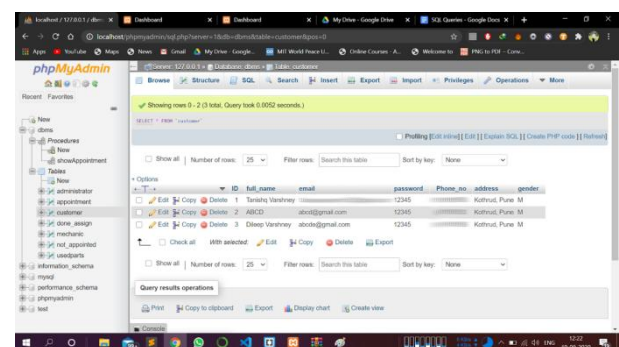 localhost / 127.0.0.1 / dbms
Dashboard
Dashboard
My Drive - Google Drive
SQL Queries - Google Docs
localhost/phpmyadmin/sql.php?server=1&db=dbms&table=customer&pos=0
Apps YouTube Maps News Gmail My Drive - Google... MIT World Peace U... Online Courses - A... Welcome to PNG to PDF – Conv...
phpMyAdmin
Recent Favorites
New
dbms
Procedures
New
showAppointment
Tables
New
administrator
appointment
customer
done_assign
mechanic
not_appointed
usedparts
information_schema
mysql
performance_schema
phpmyadmin
test
Server: 127.0.0.1 » Database: dbms » Table: customer
Browse Structure SQL Search Insert Export Import Privileges Operations More
Showing rows 0 - 2 (3 total, Query took 0.0052 seconds.)
SELECT * FROM `customer`
Profiling [Edit inline] [ Edit ] [ Explain SQL ] [ Create PHP code ] [ Refresh]
Show all Number of rows: 25 Filter rows: Search this table Sort by key: None
+ Options
ID full_name email password Phone_no address gender
Edit Copy Delete 1 Tanishq Varshney 12345 Kothrud, Pune M
Edit Copy Delete 2 ABCD abcd@gmail.com 12345 Kothrud, Pune M
Edit Copy Delete 3 Dileep Varshney abcde@gmail.com 12345 Kothrud, Pune M
Check all With selected: Edit Copy Delete Export
Show all Number of rows: 25 Filter rows: Search this table Sort by key: None
Query results operations
Print Copy to clipboard Export Display chart Create view
Console
ENG 12:22